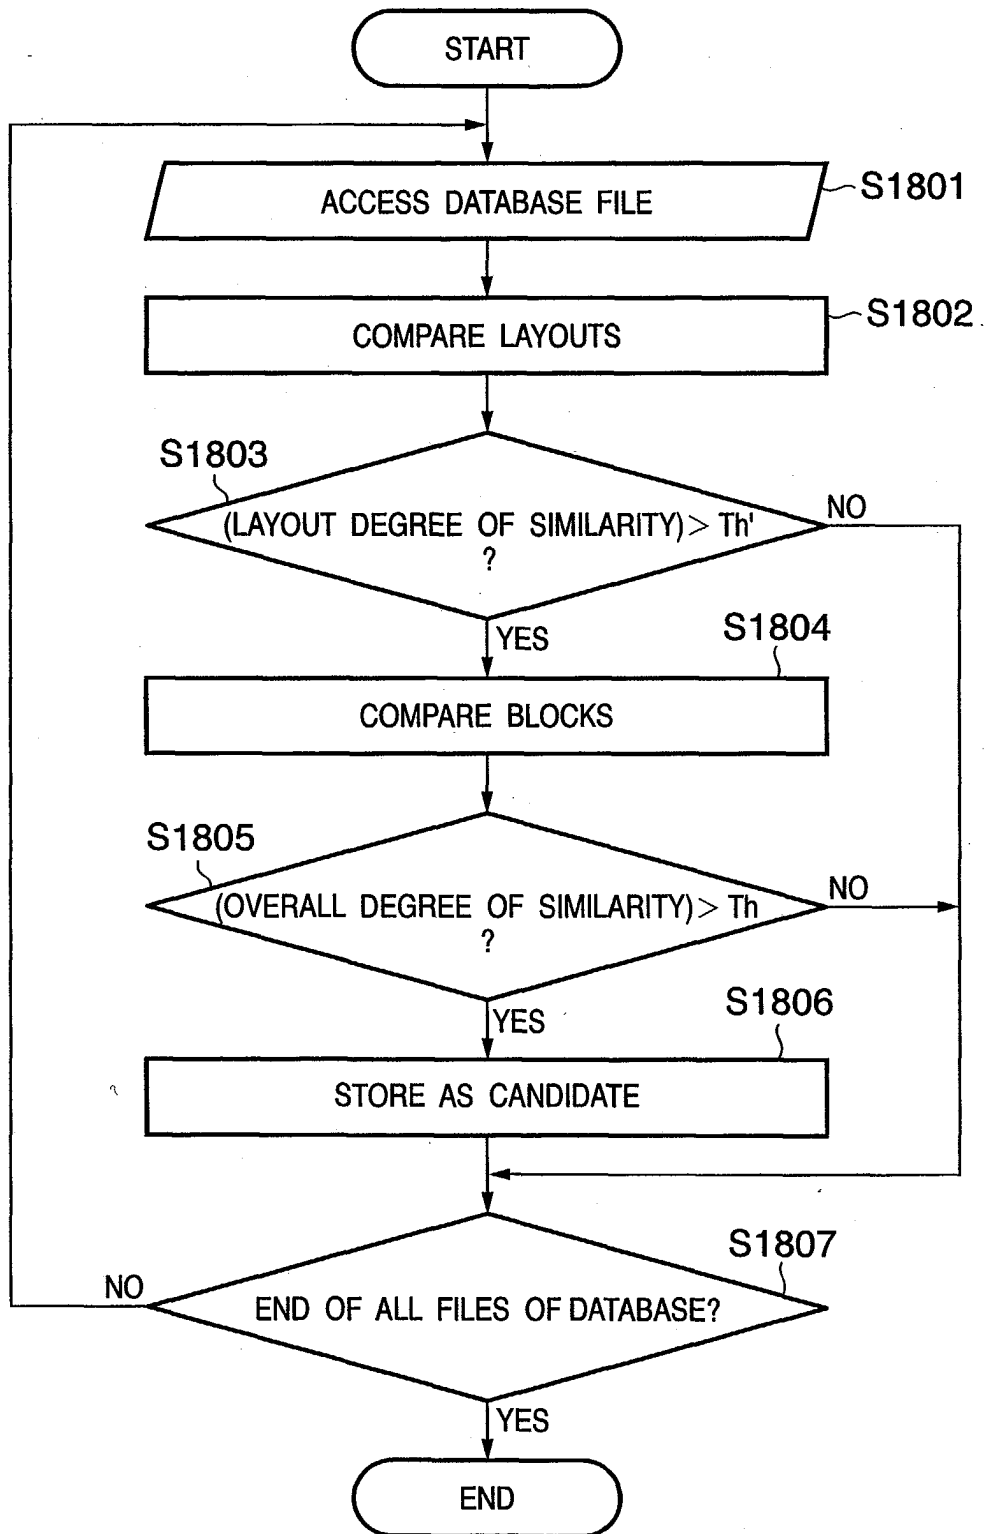 START
ACCESS DATABASE FILE
S1801
COMPARE LAYOUTS
S1802
S1803
(LAYOUT DEGREE OF SIMILARITY) > Th'
?
NO
YES
S1804
COMPARE BLOCKS
S1805
(OVERALL DEGREE OF SIMILARITY) > Th
?
NO
YES
S1806
STORE AS CANDIDATE
S1807
NO
END OF ALL FILES OF DATABASE?
YES
END